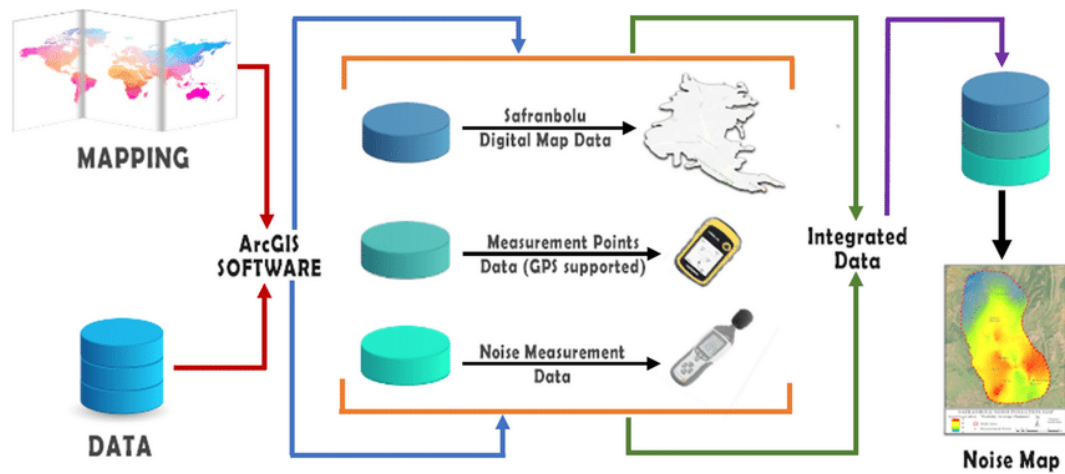 MAPPING
DATA
ArcGIS
SOFTWARE
Safranbolu
Digital Map Data
Measurement Points
Data (GPS supported)
Noise Measurement
Data
Integrated
Data
Noise Map